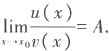 lim x→x₀ u(x)/v(x) = A.